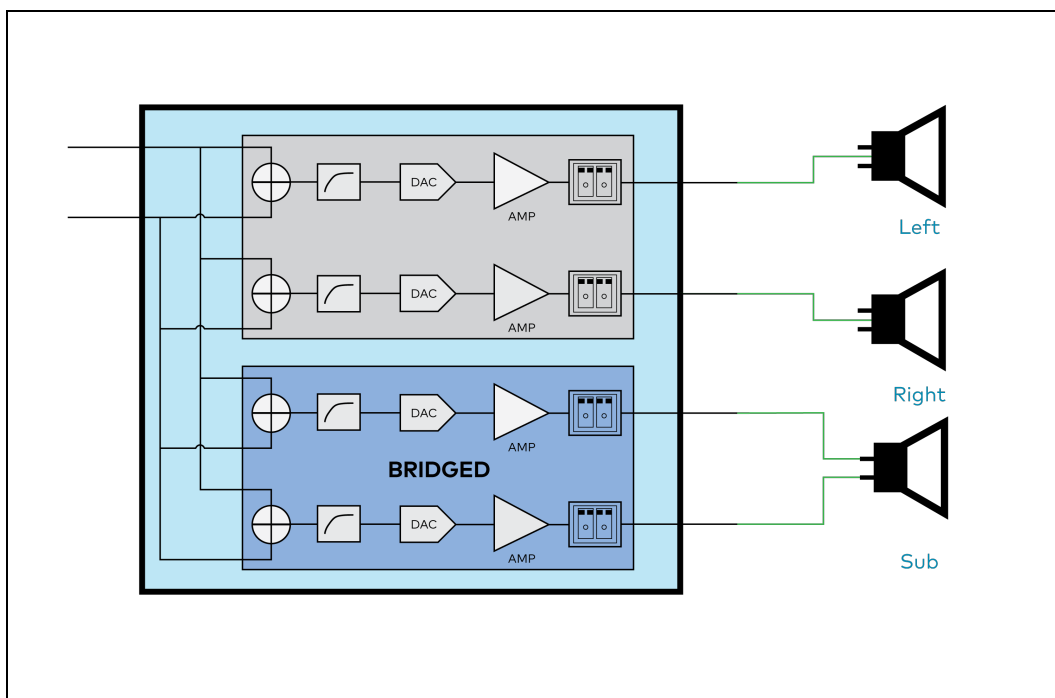 DAC
AMP
Left
DAC
AMP
Right
DAC
AMP
BRIDGED
Sub
DAC
AMP